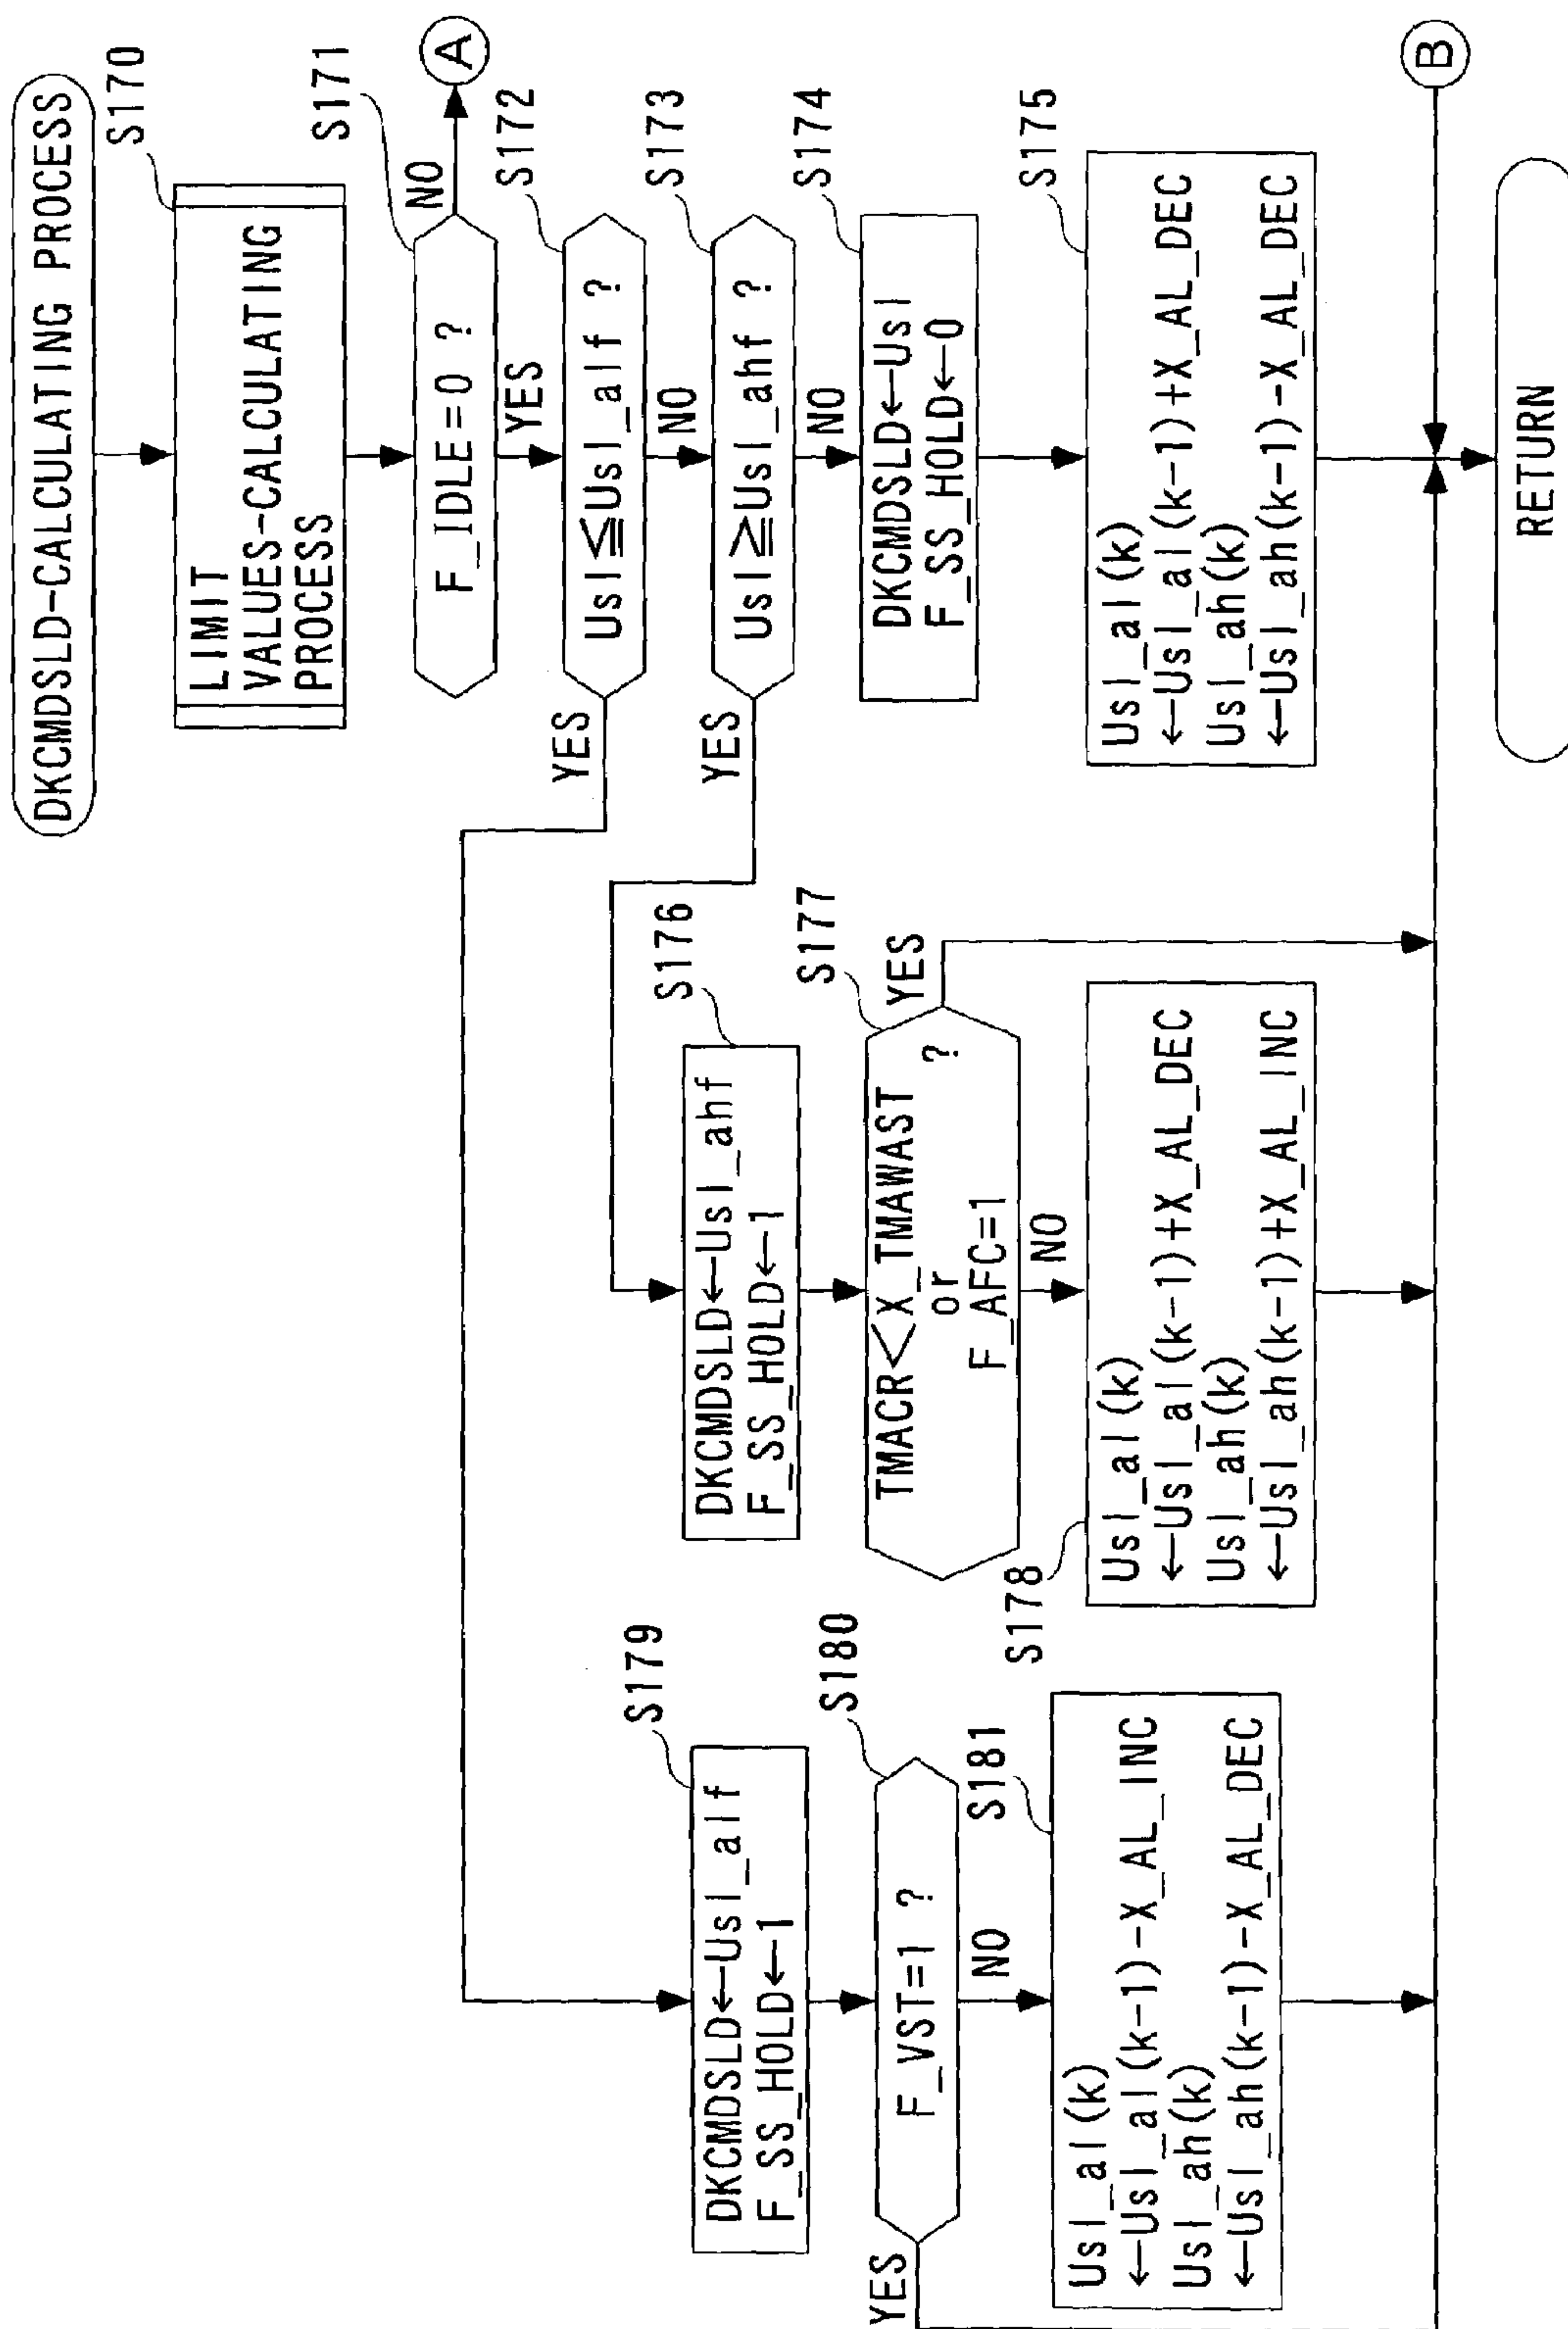 DKCMDSLD-CALCULATING PROCESS
S170
LIMIT
VALUES-CALCULATING
PROCESS
S171
F_IDLE=0 ?
NO
A
YES
S172
Usl≦Usl_alf ?
YES
NO
S173
Usl≧Usl_ahf ?
YES
NO
S174
DKCMDSLD←Usl
F_SS_HOLD←0
S175
Usl_al(k)
←Usl_al(k-1)+X_AL_DEC
Usl_ah(k)
←Usl_ah(k-1)-X_AL_DEC
S176
DKCMDSLD←Usl_ahf
F_SS_HOLD←1
S177
TMACR<X_TMAWAST
or
F_AFC=1
?
YES
NO
S178
Usl_al(k)
←Usl_al(k-1)+X_AL_DEC
Usl_ah(k)
←Usl_ah(k-1)+X_AL_INC
S179
DKCMDSLD←Usl_alf
F_SS_HOLD←1
S180
F_VST=1 ?
YES
NO
S181
Usl_al(k)
←Usl_al(k-1)-X_AL_INC
Usl_ah(k)
←Usl_ah(k-1)-X_AL_DEC
B
RETURN